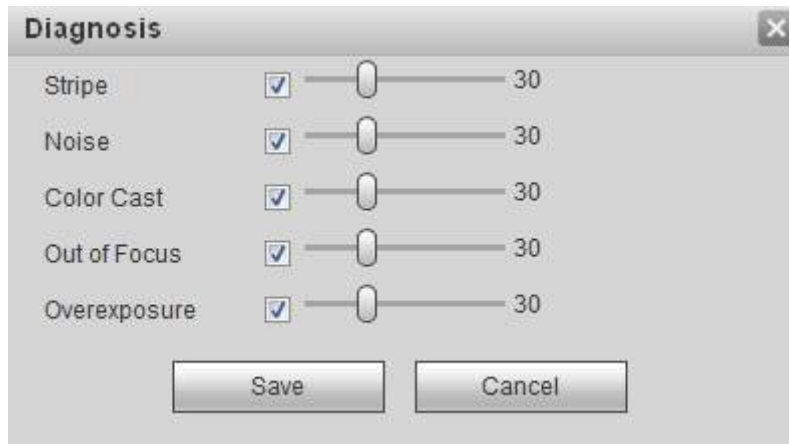 Diagnosis
Stripe 30
Noise 30
Color Cast 30
Out of Focus 30
Overexposure 30
Save Cancel